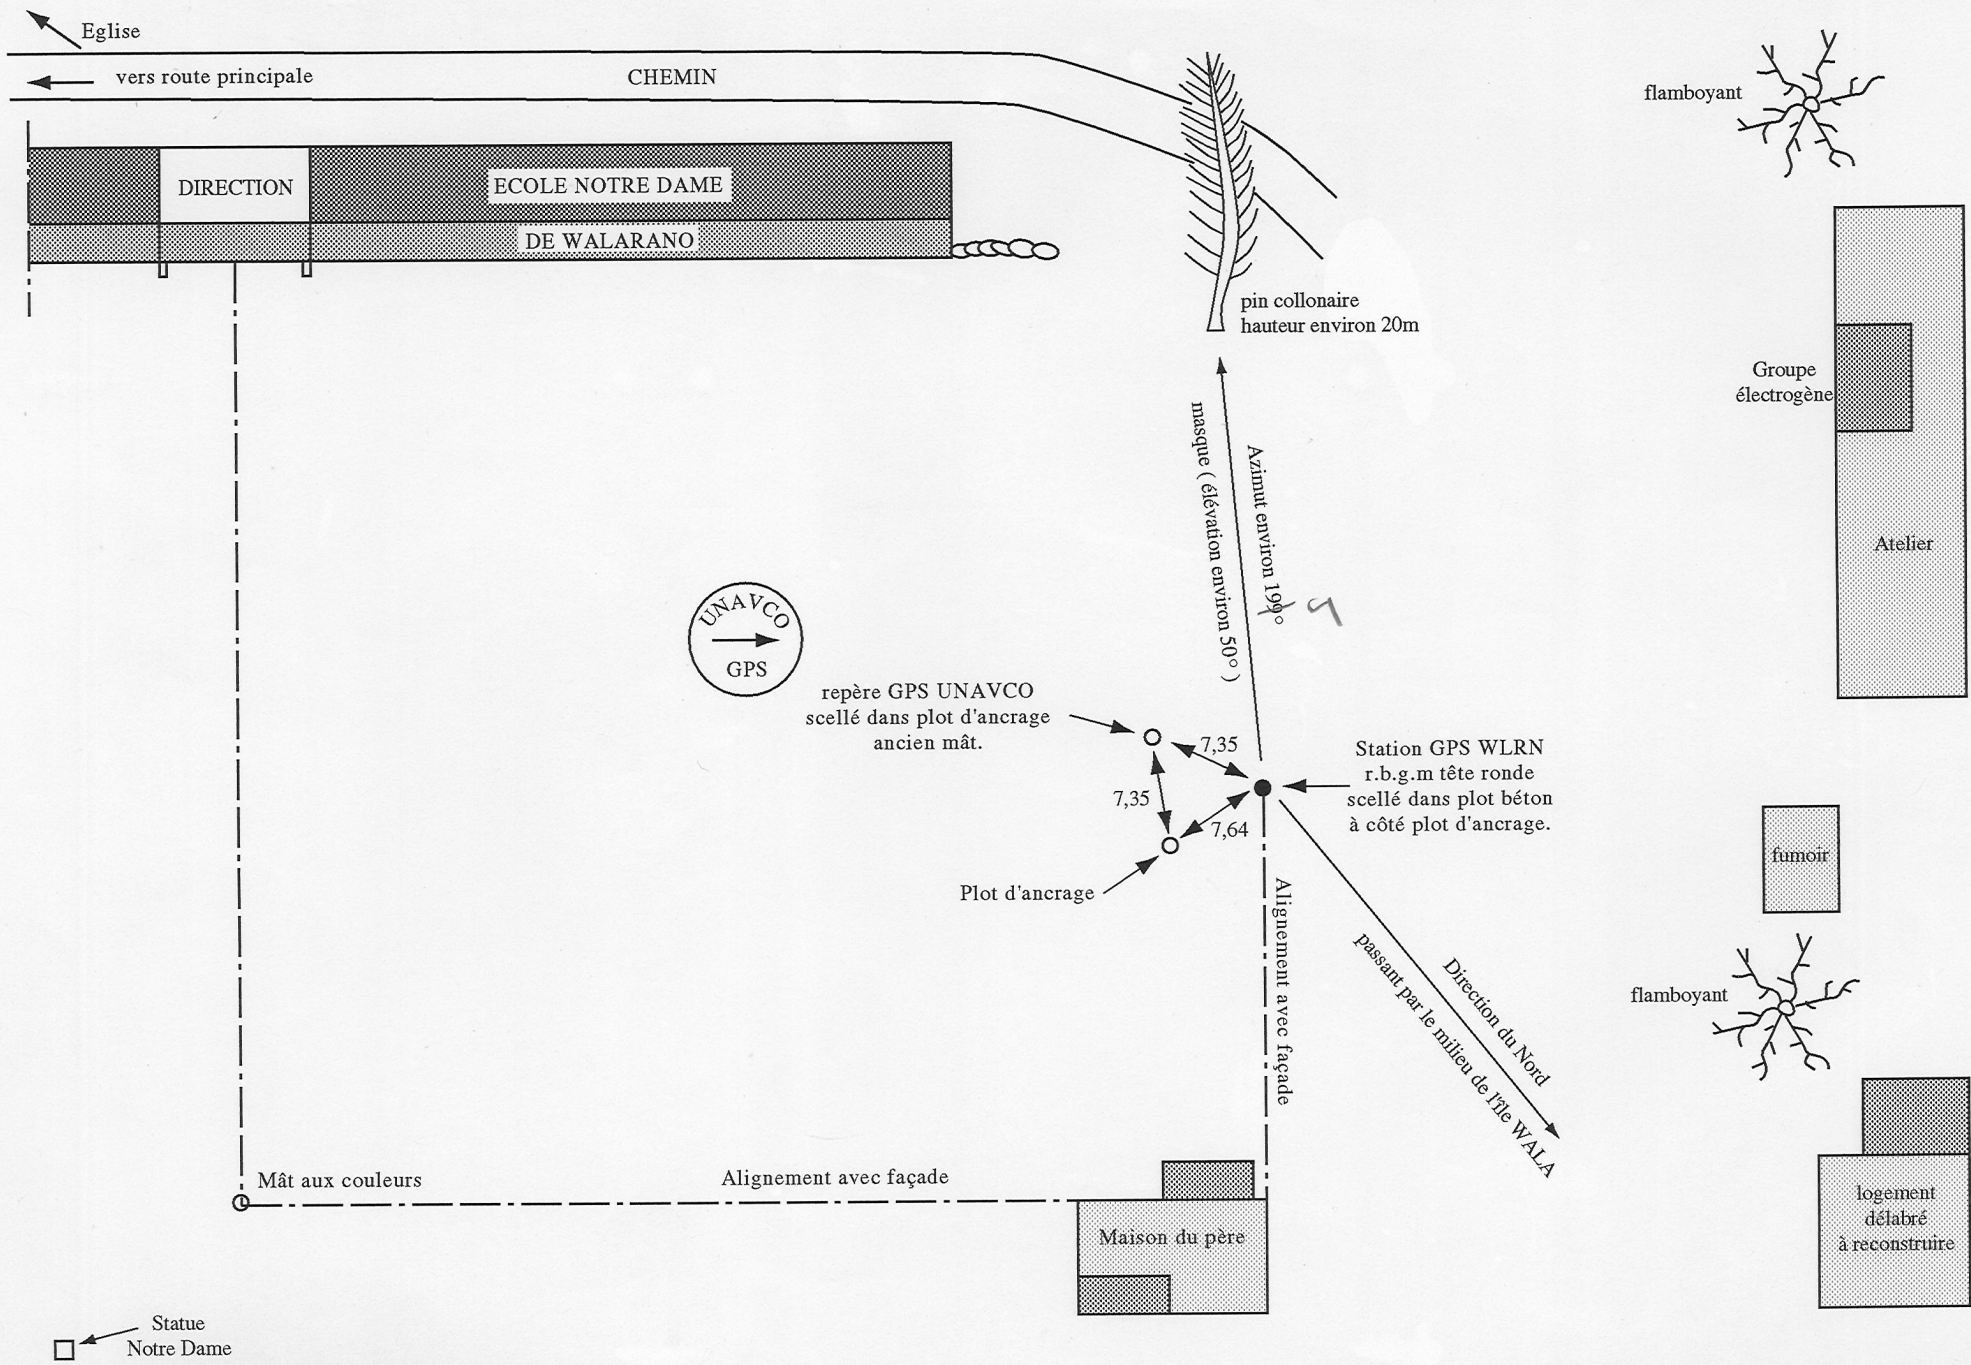 Eglise
vers route principale
CHEMIN
flamboyant
DIRECTION
ECOLE NOTRE DAME
DE WALARANO
pin collonaire
hauteur environ 20m
Groupe
électrogène
Atelier
masque ( élévation environ 50° )
Azimut environ 199°
9
UNAVCO
GPS
repère GPS UNAVCO
scellé dans plot d'ancrage
ancien mât.
7,35
7,35
7,64
Station GPS WLRN
r.b.g.m tête ronde
scellé dans plot béton
à côté plot d'ancrage.
Plot d'ancrage
fumoir
Alignement avec façade
Direction du Nord
passant par le milieu de l'île WALA
flamboyant
Mât aux couleurs
Alignement avec façade
Maison du père
logement
délabré
à reconstruire
Statue
Notre Dame